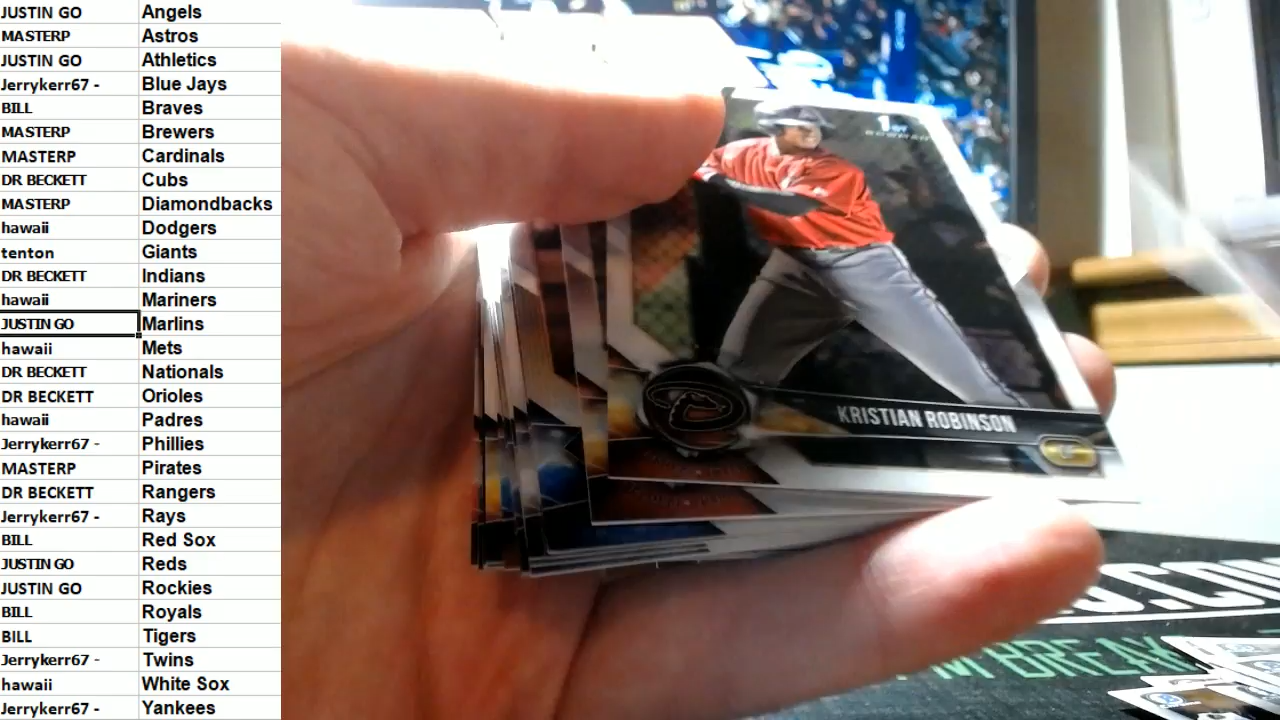 JUSTIN GO Angels
MASTERP Astros
JUSTIN GO Athletics
Jerrykerr67 - Blue Jays
BILL Braves
MASTERP Brewers
MASTERP Cardinals
DR BECKETT Cubs
MASTERP Diamondbacks
hawaii Dodgers
tenton Giants
DR BECKETT Indians
hawaii Mariners
JUSTIN GO Marlins
hawaii Mets
DR BECKETT Nationals
DR BECKETT Orioles
hawaii Padres
Jerrykerr67 - Phillies
MASTERP Pirates
DR BECKETT Rangers
Jerrykerr67 - Rays
BILL Red Sox
JUSTIN GO Reds
JUSTIN GO Rockies
BILL Royals
BILL Tigers
Jerrykerr67 - Twins
hawaii White Sox
Jerrykerr67 - Yankees
KRISTIAN ROBINSON